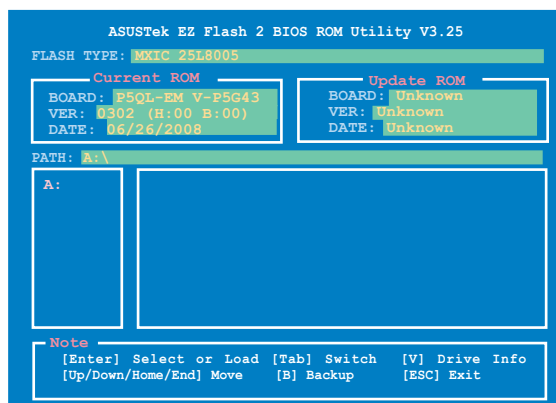 ASUSTek EZ Flash 2 BIOS ROM Utility V3.25
FLASH TYPE: MXIC 25L8005
Current ROM
BOARD: P5QL-EM V-P5G43
VER: 0302 (H:00 B:00)
DATE: 06/26/2008
Update ROM
BOARD: Unknown
VER: Unknown
DATE: Unknown
PATH: A:\
A:
Note
[Enter] Select or Load [Tab] Switch [V] Drive Info
[Up/Down/Home/End] Move [B] Backup [ESC] Exit